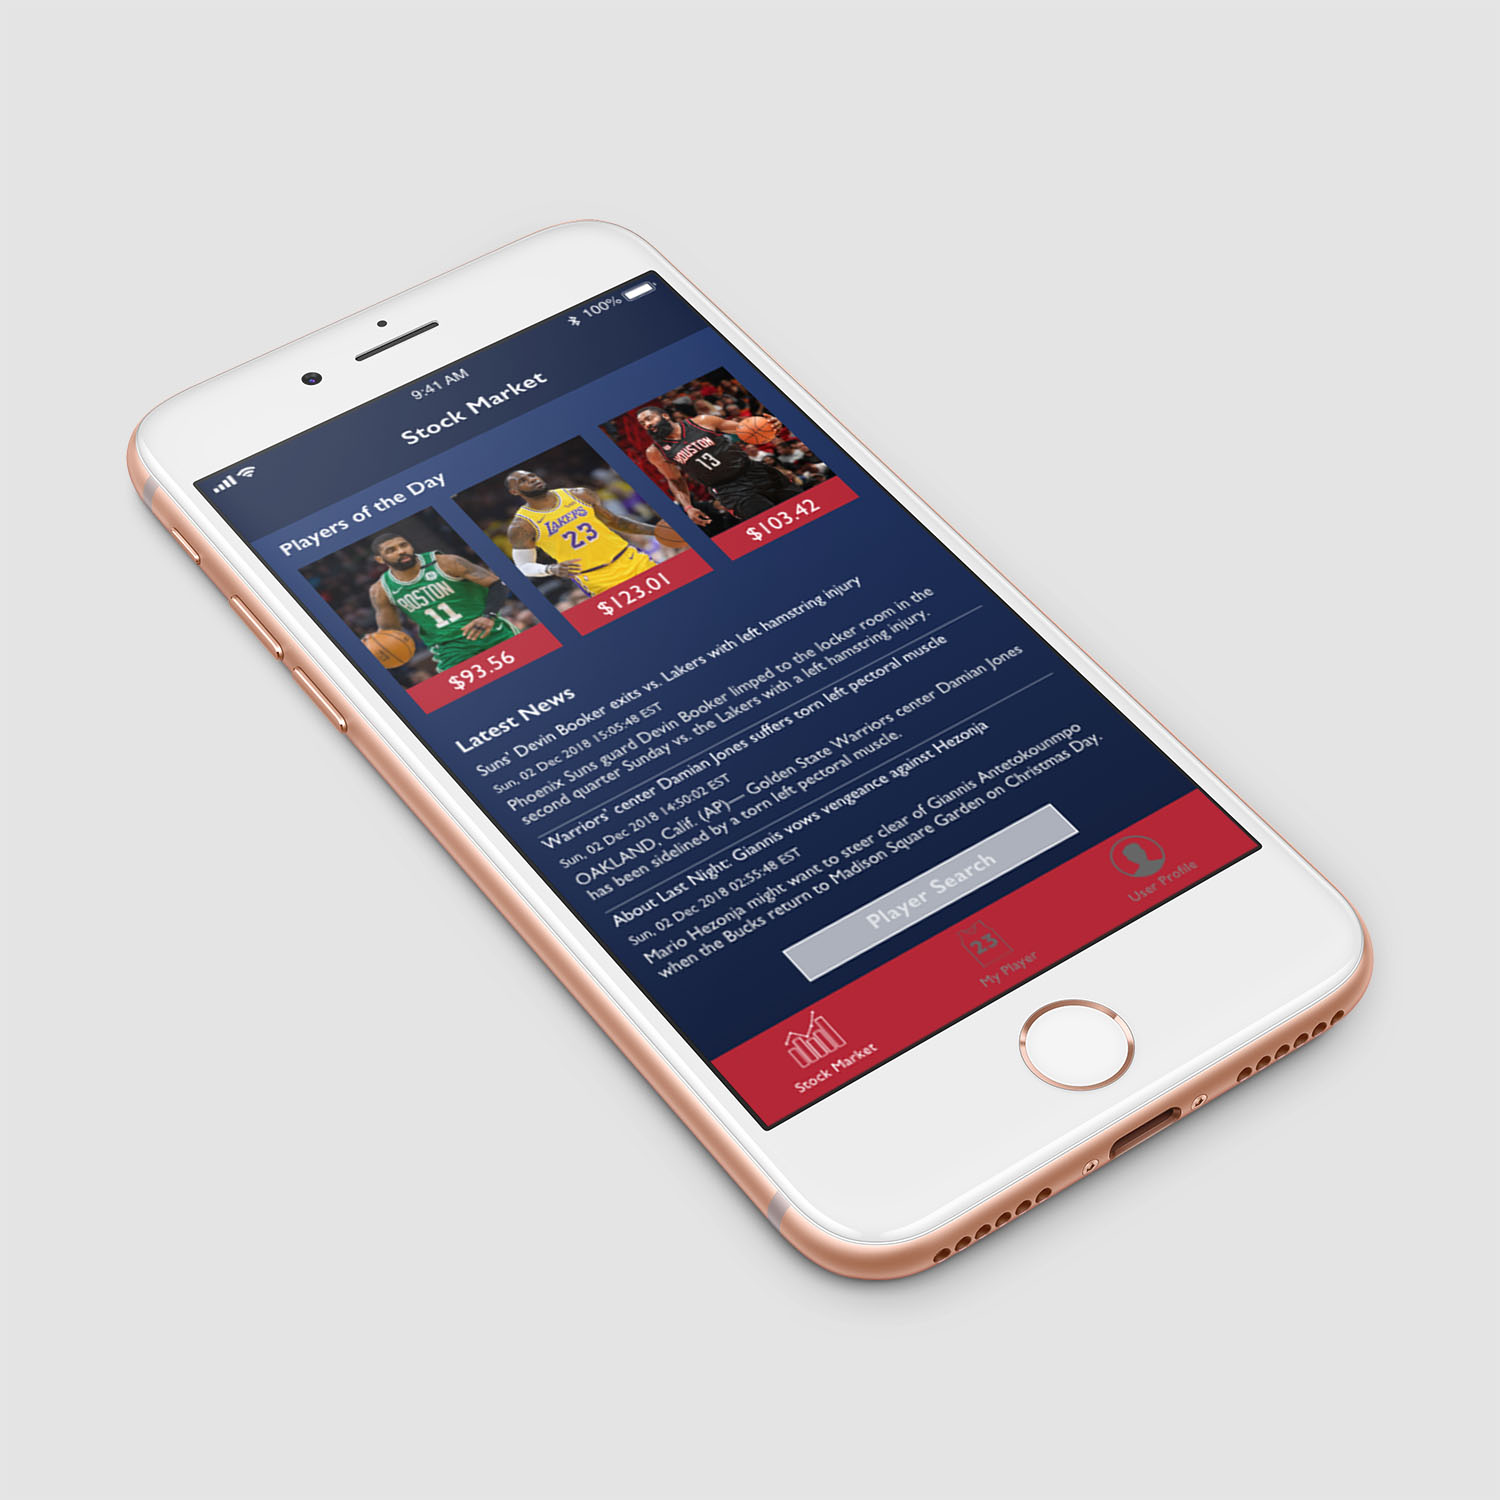 9:41 AM
100%
Stock Market
Players of the Day
BOSTON
11
$93.56
LAKERS
23
$123.01
HOUSTON
13
$103.42
Latest News
Suns' Devin Booker exits vs. Lakers with left hamstring injury
Sun, 02 Dec 2018 15:05:48 EST
Phoenix Suns guard Devin Booker limped to the locker room in the
second quarter Sunday vs. the Lakers with a left hamstring injury.
Warriors' center Damian Jones suffers torn left pectoral muscle
Sun, 02 Dec 2018 14:50:02 EST
OAKLAND, Calif. (AP)— Golden State Warriors center Damian Jones
has been sidelined by a torn left pectoral muscle.
About Last Night: Giannis vows vengeance against Hezonja
Sun, 02 Dec 2018 02:55:48 EST
Mario Hezonja might want to steer clear of Giannis Antetokounmpo
when the Bucks return to Madison Square Garden on Christmas Day.
Player Search
Stock Market
23
My Player
User Profile